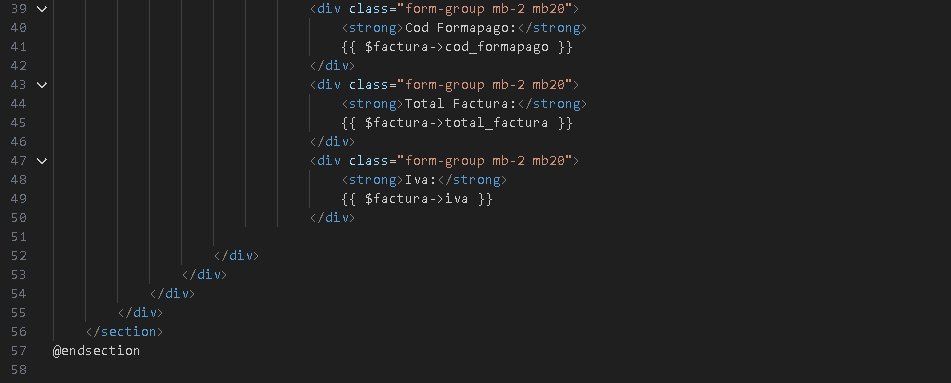 39 <div class="form-group mb-2 mb20">
40 <strong>Cod Formapago:</strong>
41 {{ $factura->cod_formapago }}
42 </div>
43 <div class="form-group mb-2 mb20">
44 <strong>Total Factura:</strong>
45 {{ $factura->total_factura }}
46 </div>
47 <div class="form-group mb-2 mb20">
48 <strong>Iva:</strong>
49 {{ $factura->iva }}
50 </div>
51
52 </div>
53 </div>
54 </div>
55 </div>
56 </section>
57 @endsection
58